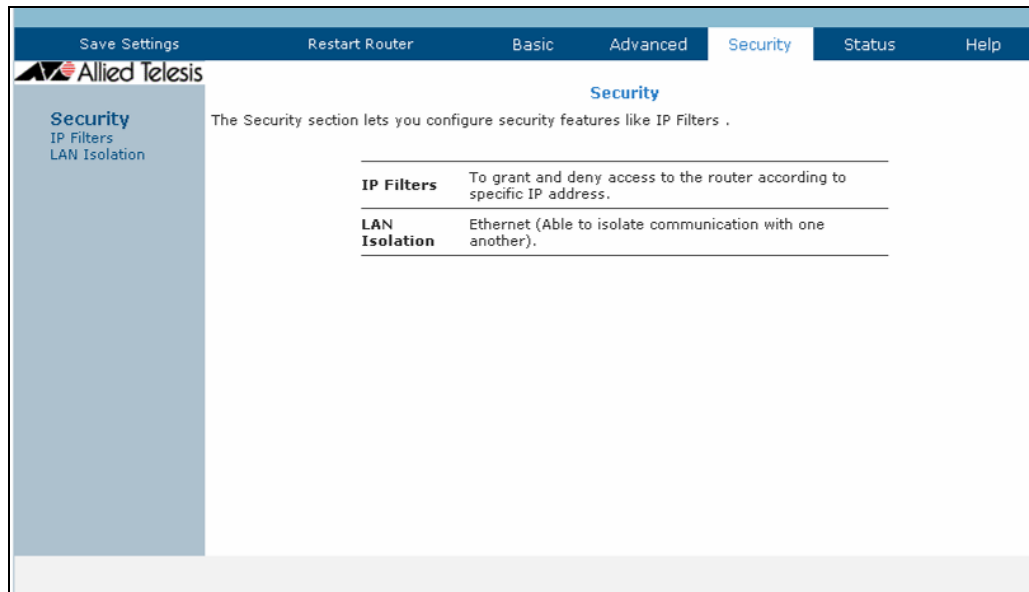 Save Settings Restart Router Basic Advanced Security Status Help
Allied Telesis
Security
IP Filters
LAN Isolation
Security
The Security section lets you configure security features like IP Filters .
IP Filters To grant and deny access to the router according to
specific IP address.
LAN Ethernet (Able to isolate communication with one
Isolation another).